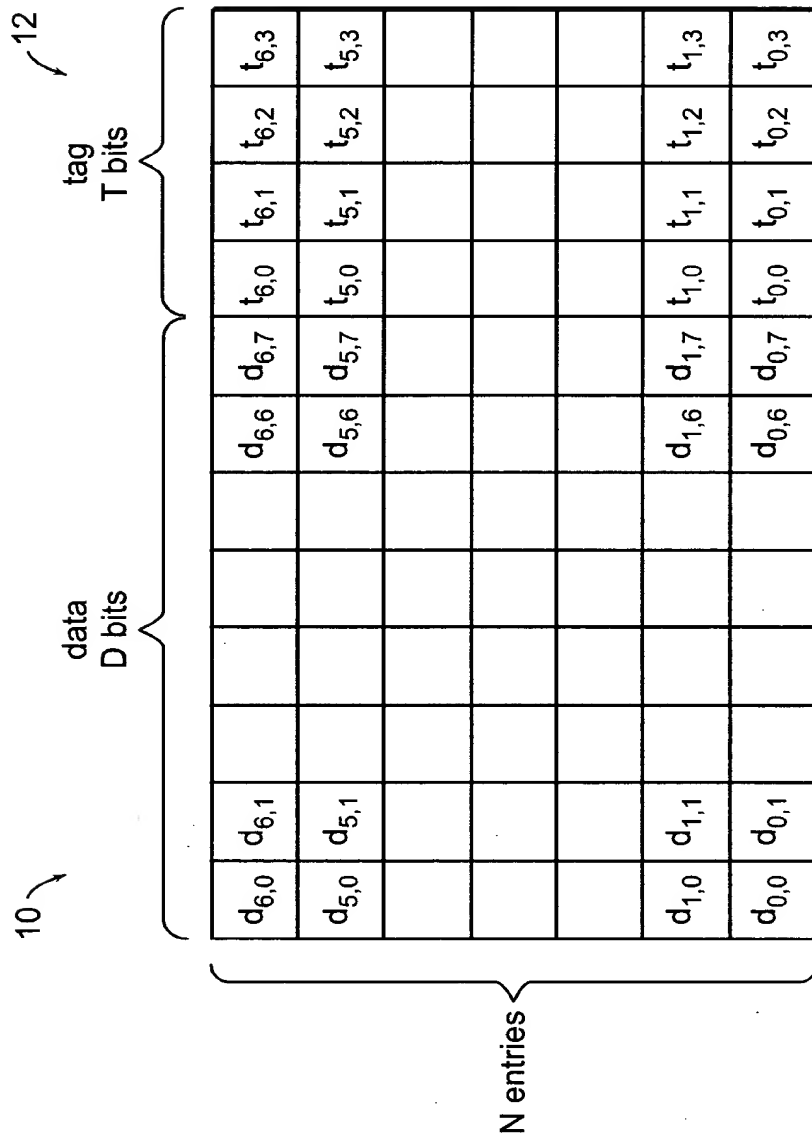 10
12
data
D bits
tag
T bits
d6,0 d6,1 d6,6 d6,7 t6,0 t6,1 t6,2 t6,3
d5,0 d5,1 d5,6 d5,7 t5,0 t5,1 t5,2 t5,3
d1,0 d1,1 d1,6 d1,7 t1,0 t1,1 t1,2 t1,3
d0,0 d0,1 d0,6 d0,7 t0,0 t0,1 t0,2 t0,3
N entries